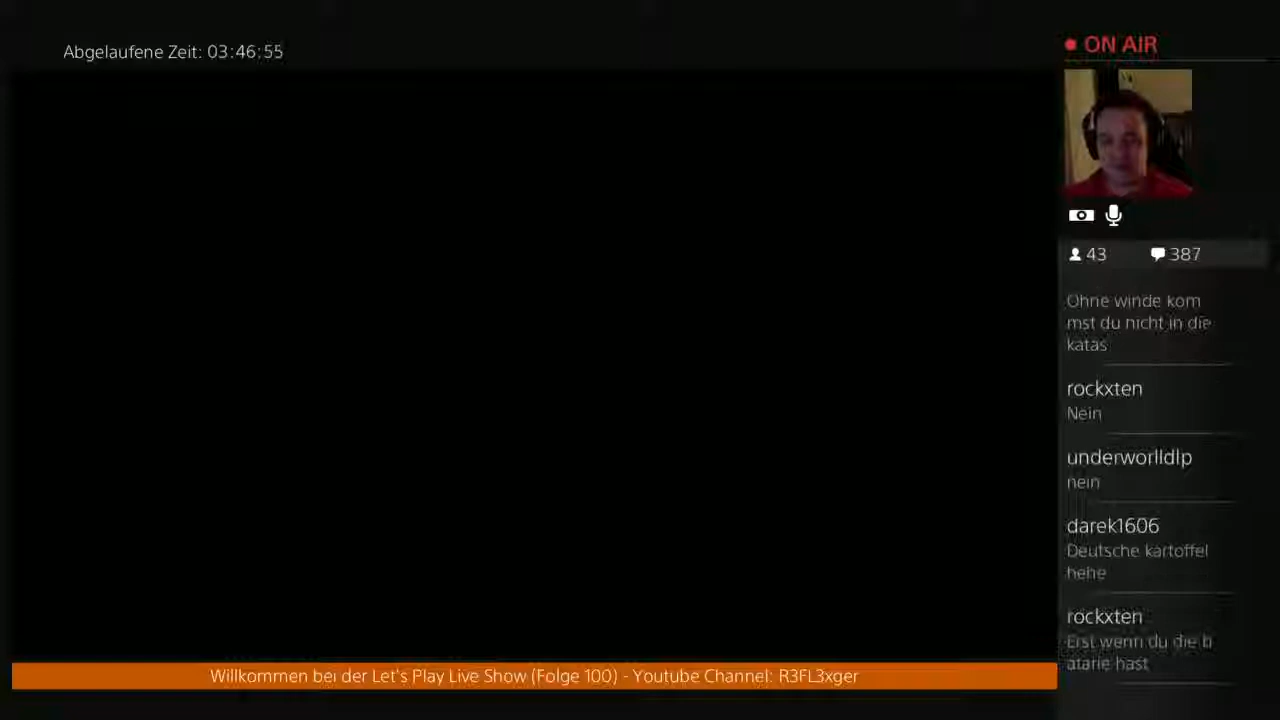 Abgelaufene Zeit: 03:46:55
ON AIR
43 387
Ohne winde kom
mst du nicht in die
katas
rockxten
Nein
underworlldlp
nein
darek1606
Deutsche kartoffel
hehe
rockxten
Erst wenn du die b
atarie hast
Willkommen bei der Let's Play Live Show (Folge 100) - Youtube Channel: R3FL3xger